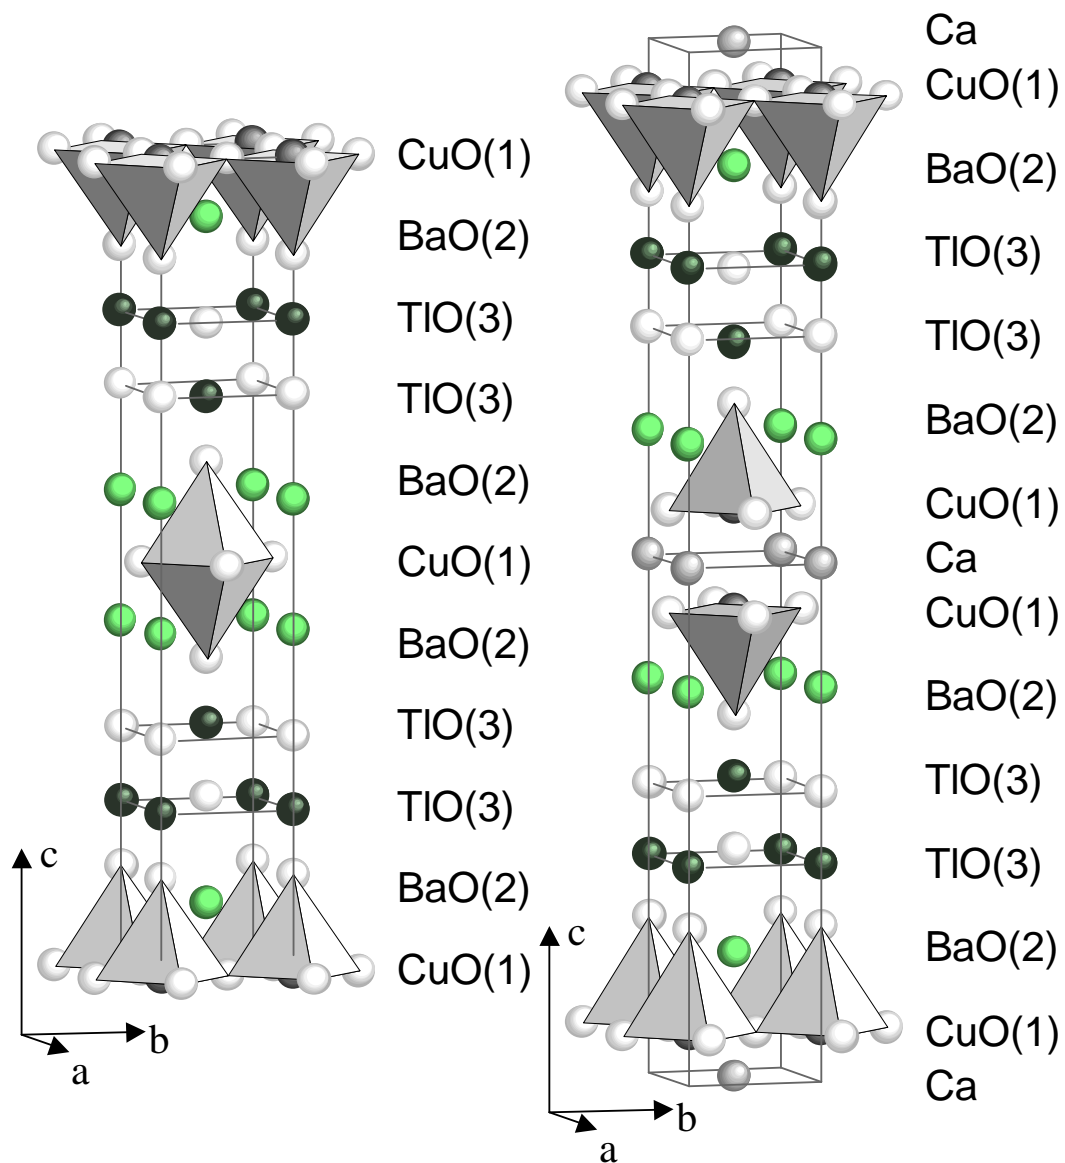 CuO(1)
BaO(2)
TlO(3)
TlO(3)
BaO(2)
CuO(1)
BaO(2)
TlO(3)
TlO(3)
BaO(2)
CuO(1)
c
b
a
Ca
CuO(1)
BaO(2)
TlO(3)
TlO(3)
BaO(2)
CuO(1)
Ca
CuO(1)
BaO(2)
TlO(3)
TlO(3)
BaO(2)
CuO(1)
Ca
c
b
a